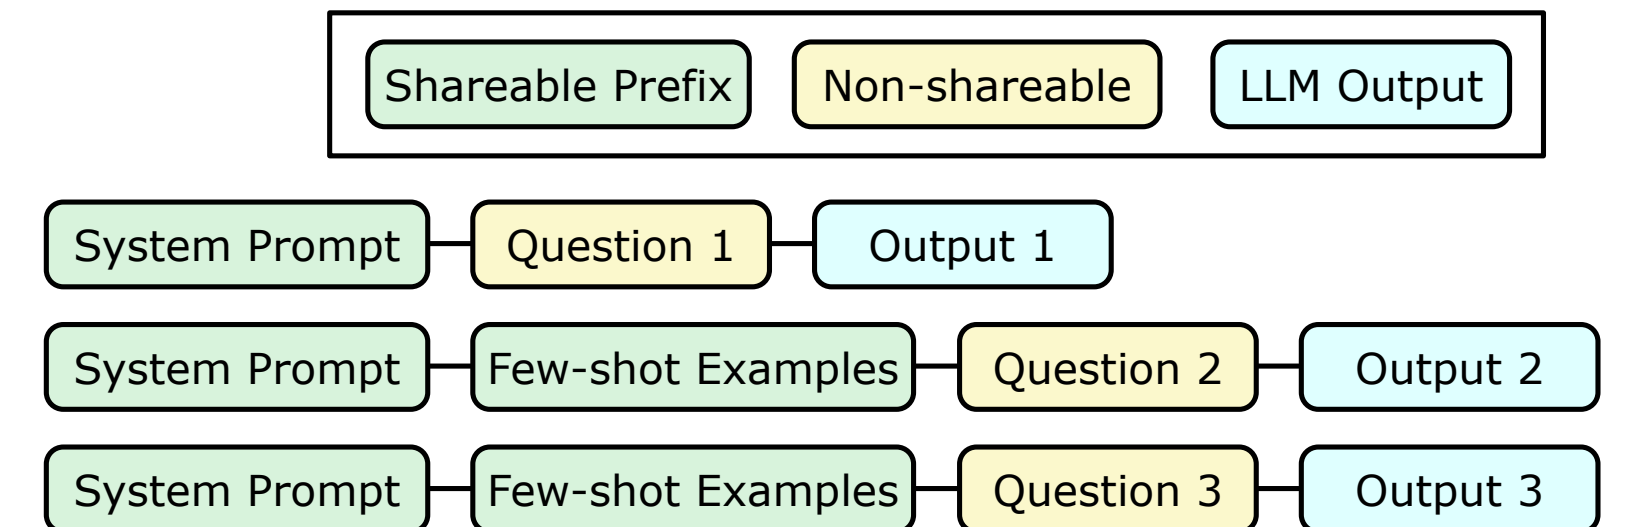 Shareable Prefix Non-shareable LLM Output
System Prompt Question 1 Output 1
System Prompt Few-shot Examples Question 2 Output 2
System Prompt Few-shot Examples Question 3 Output 3